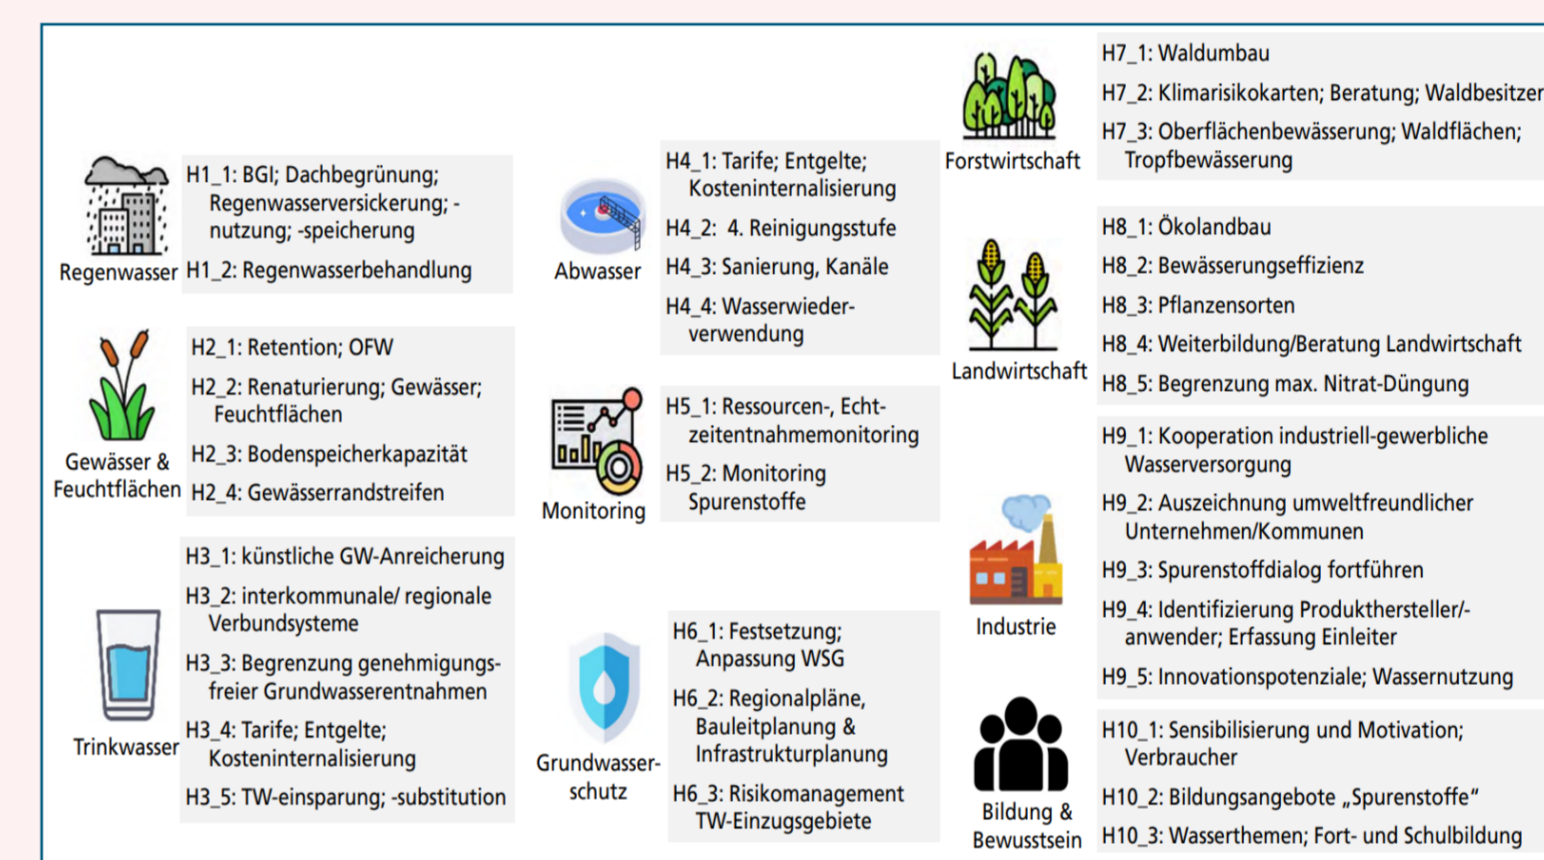 Regenwasser
H1_1: BGI; Dachbegrünung;
Regenwasserversickerung; -
nutzung; -speicherung
H1_2: Regenwasserbehandlung
Gewässer &
Feuchtflächen
H2_1: Retention; OFW
H2_2: Renaturierung; Gewässer;
Feuchtflächen
H2_3: Bodenspeicherkapazität
H2_4: Gewässerrandstreifen
Trinkwasser
H3_1: künstliche GW-Anreicherung
H3_2: interkommunale/ regionale
Verbundsysteme
H3_3: Begrenzung genehmigungs-
freier Grundwasserentnahmen
H3_4: Tarife; Entgelte;
Kosteninternalisierung
H3_5: TW-einsparung; -substitution
Abwasser
H4_1: Tarife; Entgelte;
Kosteninternalisierung
H4_2: 4. Reinigungsstufe
H4_3: Sanierung, Kanäle
H4_4: Wasserwieder-
verwendung
Monitoring
H5_1: Ressourcen-, Echt-
zeitentnahmemonitoring
H5_2: Monitoring
Spurenstoffe
Grundwasser-
schutz
H6_1: Festsetzung;
Anpassung WSG
H6_2: Regionalpläne,
Bauleitplanung &
Infrastrukturplanung
H6_3: Risikomanagement
TW-Einzugsgebiete
Forstwirtschaft
H7_1: Waldumbau
H7_2: Klimarisikokarten; Beratung; Waldbesitzer
H7_3: Oberflächenbewässerung; Waldflächen;
Tropfbewässerung
Landwirtschaft
H8_1: Ökolandbau
H8_2: Bewässerungseffizienz
H8_3: Pflanzensorten
H8_4: Weiterbildung/Beratung Landwirtschaft
H8_5: Begrenzung max. Nitrat-Düngung
Industrie
H9_1: Kooperation industriell-gewerbliche
Wasserversorgung
H9_2: Auszeichnung umweltfreundlicher
Unternehmen/Kommunen
H9_3: Spurenstoffdialog fortführen
H9_4: Identifizierung Produkthersteller/-
anwender; Erfassung Einleiter
H9_5: Innovationspotenziale; Wassernutzung
Bildung &
Bewusstsein
H10_1: Sensibilisierung und Motivation;
Verbraucher
H10_2: Bildungsangebote „Spurenstoffe“
H10_3: Wasserthemen; Fort- und Schulbildung